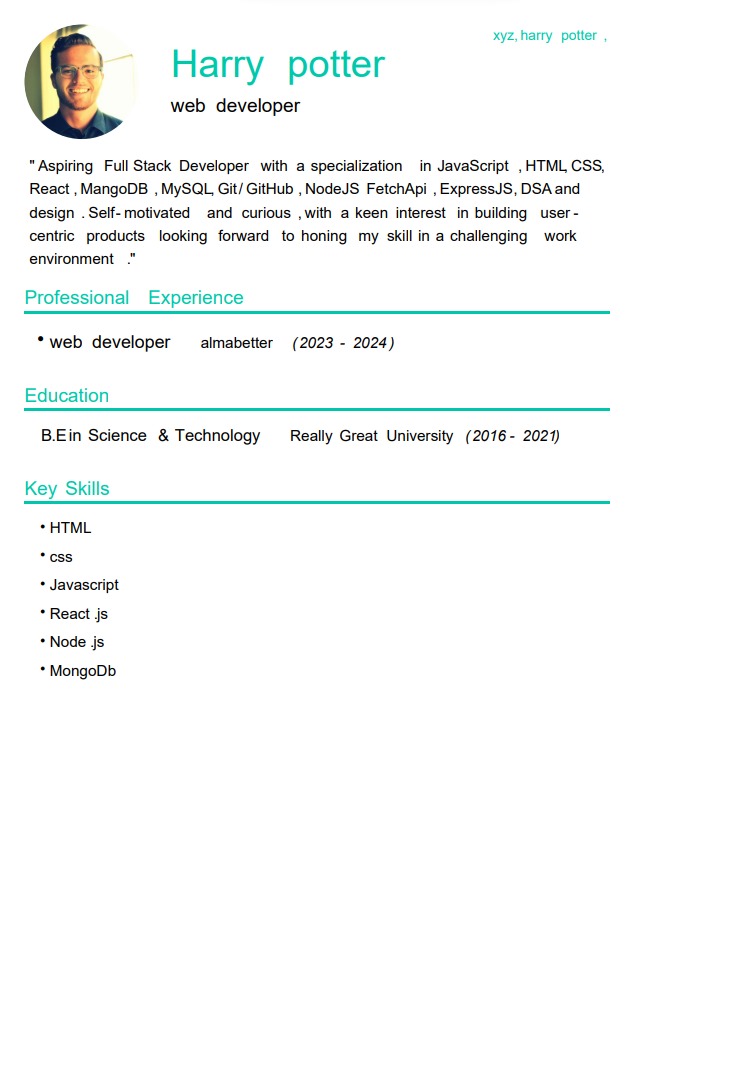 xyz, harry potter ,
Harry potter
web developer
" Aspiring Full Stack Developer with a specialization in JavaScript , HTML, CSS,
React , MangoDB , MySQL, Git/ GitHub , NodeJS FetchApi , ExpressJS, DSA and
design . Self- motivated and curious , with a keen interest in building user -
centric products looking forward to honing my skill in a challenging work
environment ."
Professional Experience
• web developer almabetter (2023 - 2024)
Education
B.E in Science & Technology Really Great University (2016 - 2021)
Key Skills
• HTML
• css
• Javascript
• React .js
• Node .js
• MongoDb